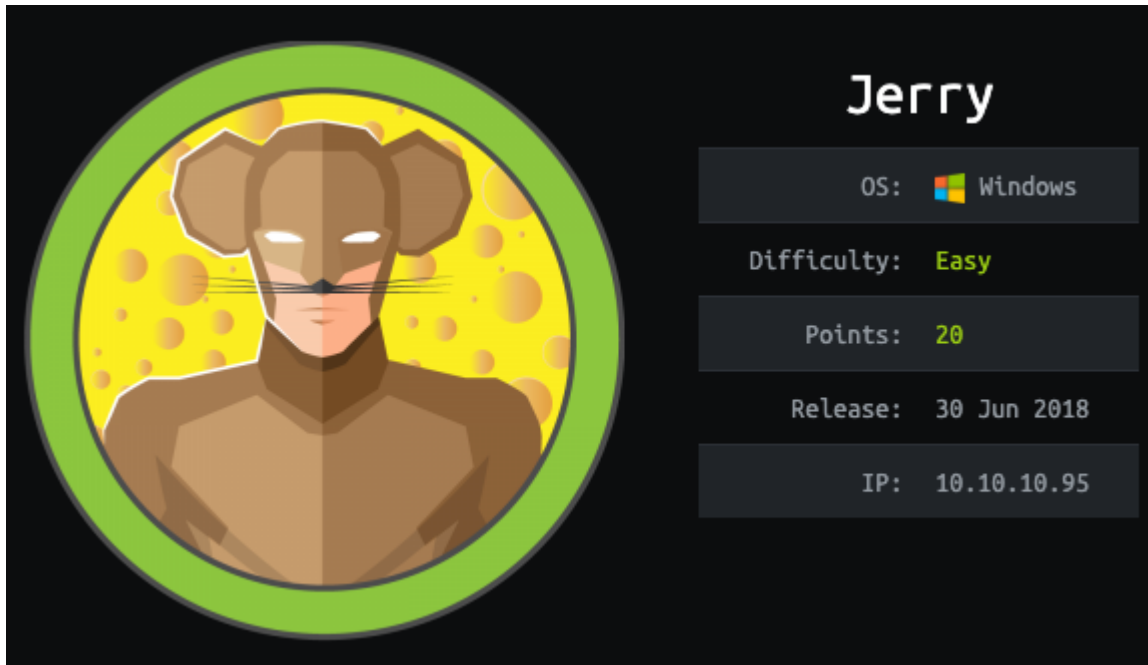 Jerry
OS: Windows
Difficulty: Easy
Points: 20
Release: 30 Jun 2018
IP: 10.10.10.95